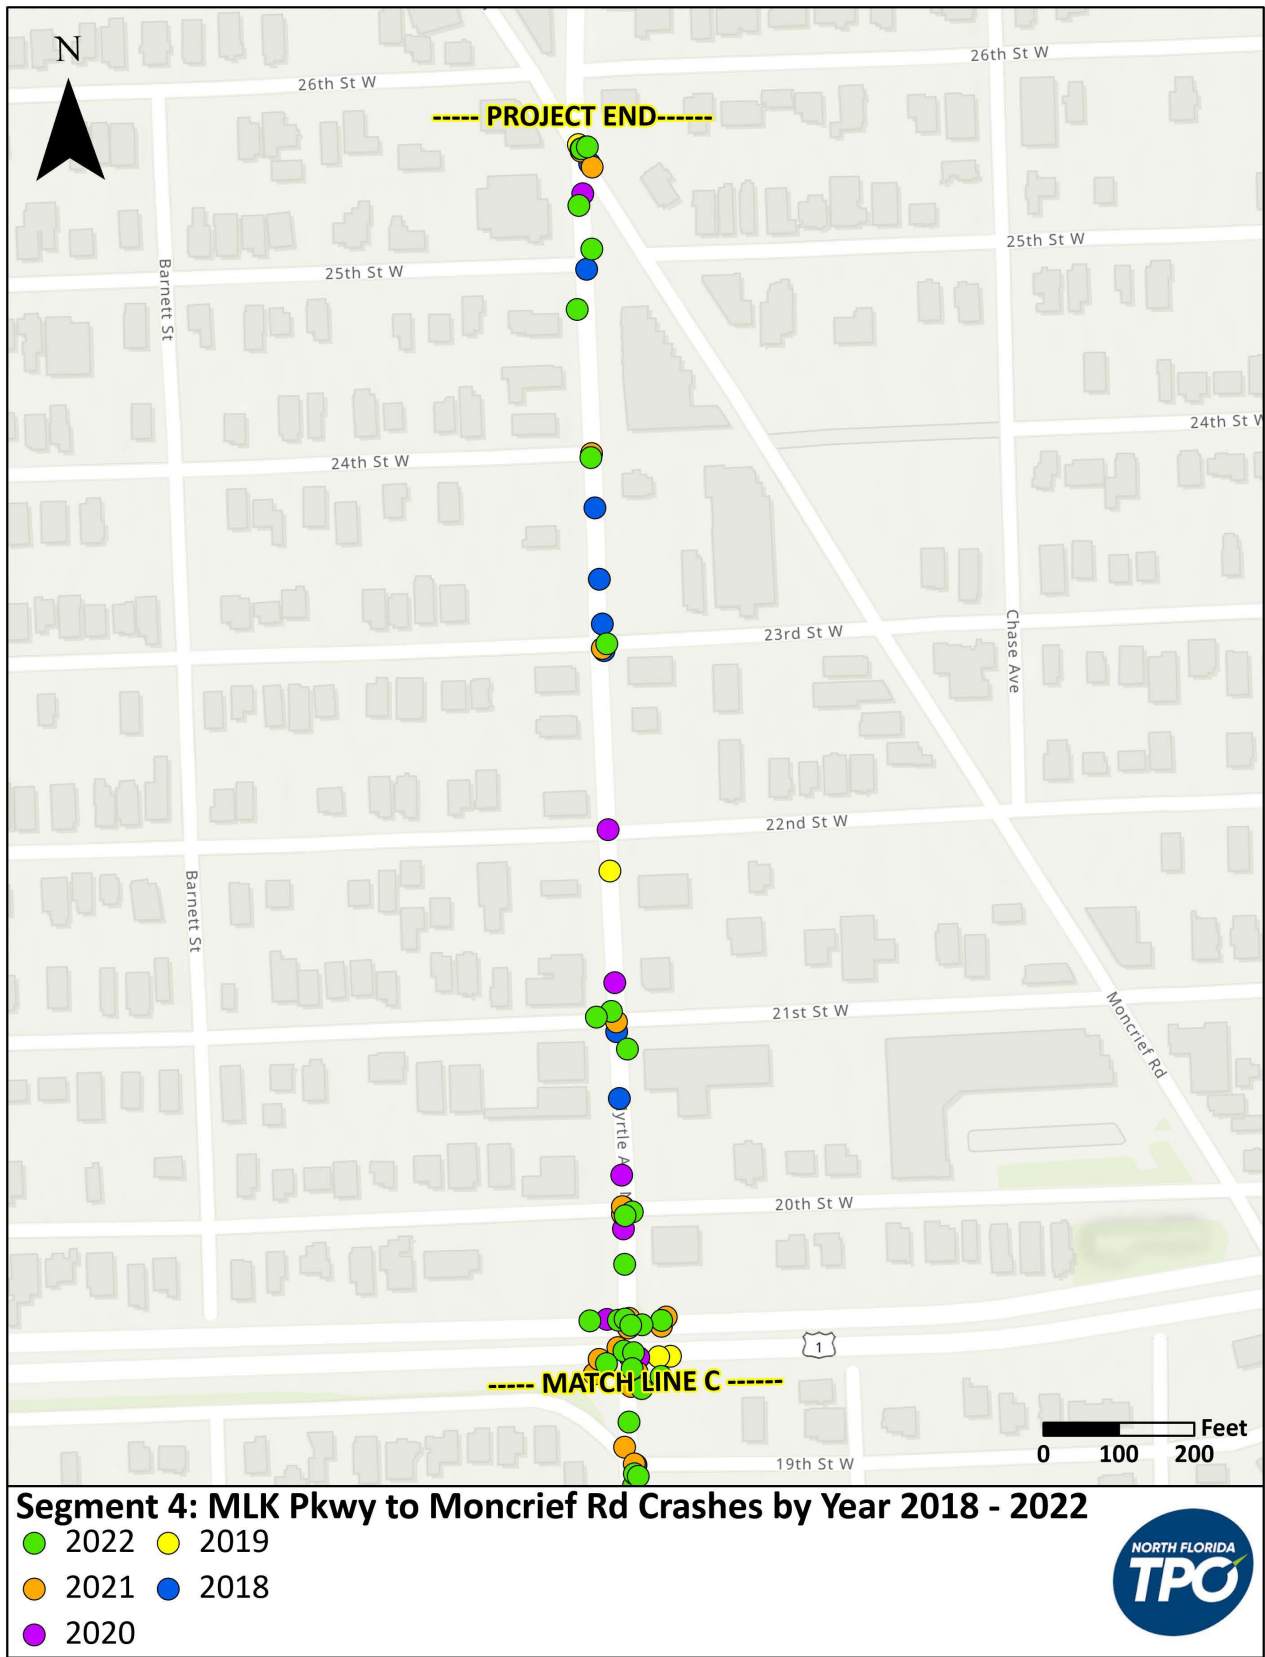 N
26th St W
26th St W
----- PROJECT END------
25th St W
25th St W
Barnett St
24th St W
24th St W
23rd St W
Chase Ave
22nd St W
Barnett St
21st St W
Moncrief Rd
yrtle A
20th St W
1
----- MATCH LINE C ------
Feet
0 100 200
19th St W
Segment 4: MLK Pkwy to Moncrief Rd Crashes by Year 2018 - 2022
2022 2019
2021 2018
2020
NORTH FLORIDA
TPO